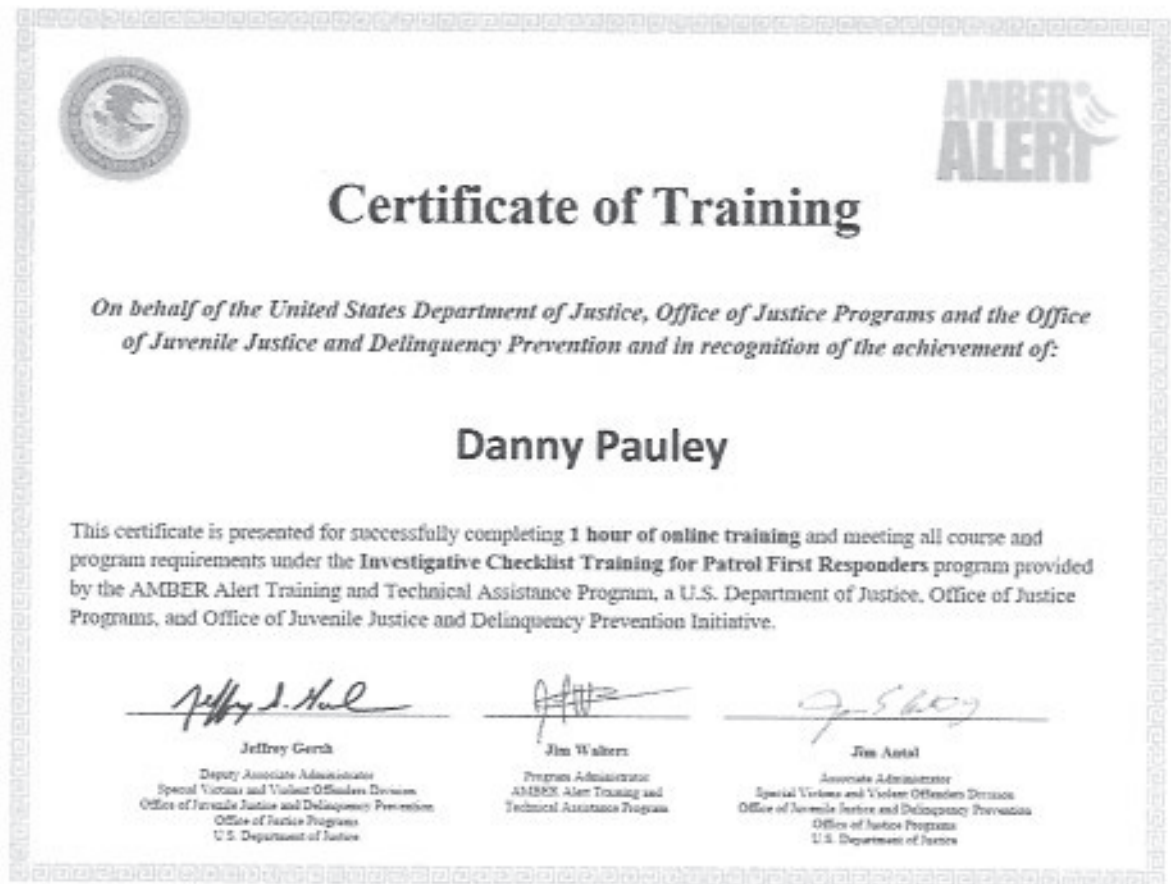 AMBER
ALERT
Certificate of Training
On behalf of the United States Department of Justice, Office of Justice Programs and the Office
of Juvenile Justice and Delinquency Prevention and in recognition of the achievement of:
Danny Pauley
This certificate is presented for successfully completing 1 hour of online training and meeting all course and
program requirements under the Investigative Checklist Training for Patrol First Responders program provided
by the AMBER Alert Training and Technical Assistance Program, a U.S. Department of Justice, Office of Justice
Programs, and Office of Juvenile Justice and Delinquency Prevention Initiative.
Jeffrey Gersh
Deputy Associate Administrator
Special Victims and Violent Offenders Division
Office of Juvenile Justice and Delinquency Prevention
Office of Justice Programs
U.S. Department of Justice
Jim Walters
Program Administrator
AMBER Alert Training and
Technical Assistance Program
Jim Antal
Associate Administrator
Special Victims and Violent Offenders Division
Office of Juvenile Justice and Delinquency Prevention
Office of Justice Programs
U.S. Department of Justice